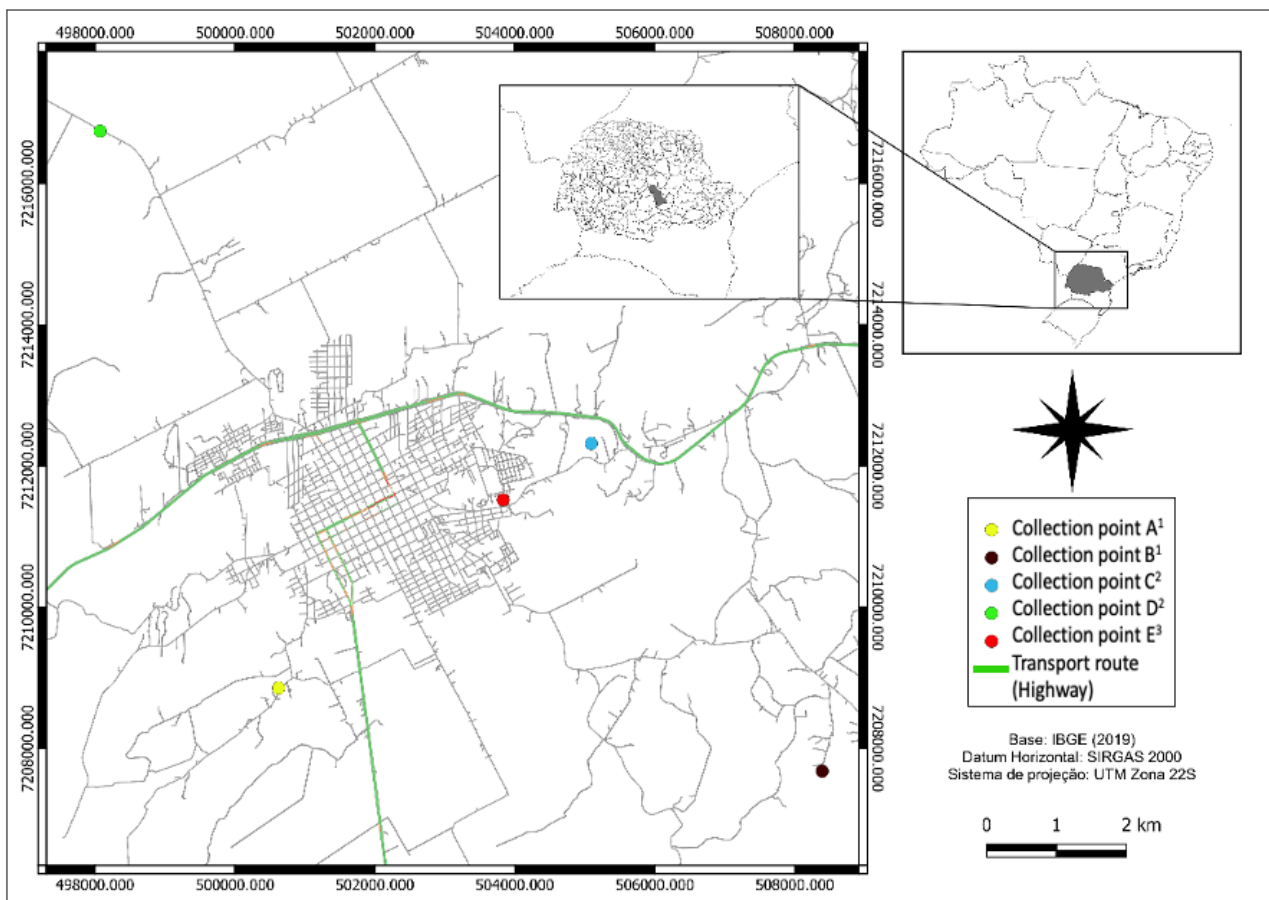 498000.000 500000.000 502000.000 504000.000 506000.000 508000.000
7216000.000
7214000.000
7212000.000
7210000.000
7208000.000
7216000.000
7214000.000
7212000.000
7210000.000
7208000.000
498000.000 500000.000 502000.000 504000.000 506000.000 508000.000
Collection point A¹
Collection point B¹
Collection point C²
Collection point D²
Collection point E³
Transport route
(Highway)
Base: IBGE (2019)
Datum Horizontal: SIRGAS 2000
Sistema de projeção: UTM Zona 22S
0 1 2 km